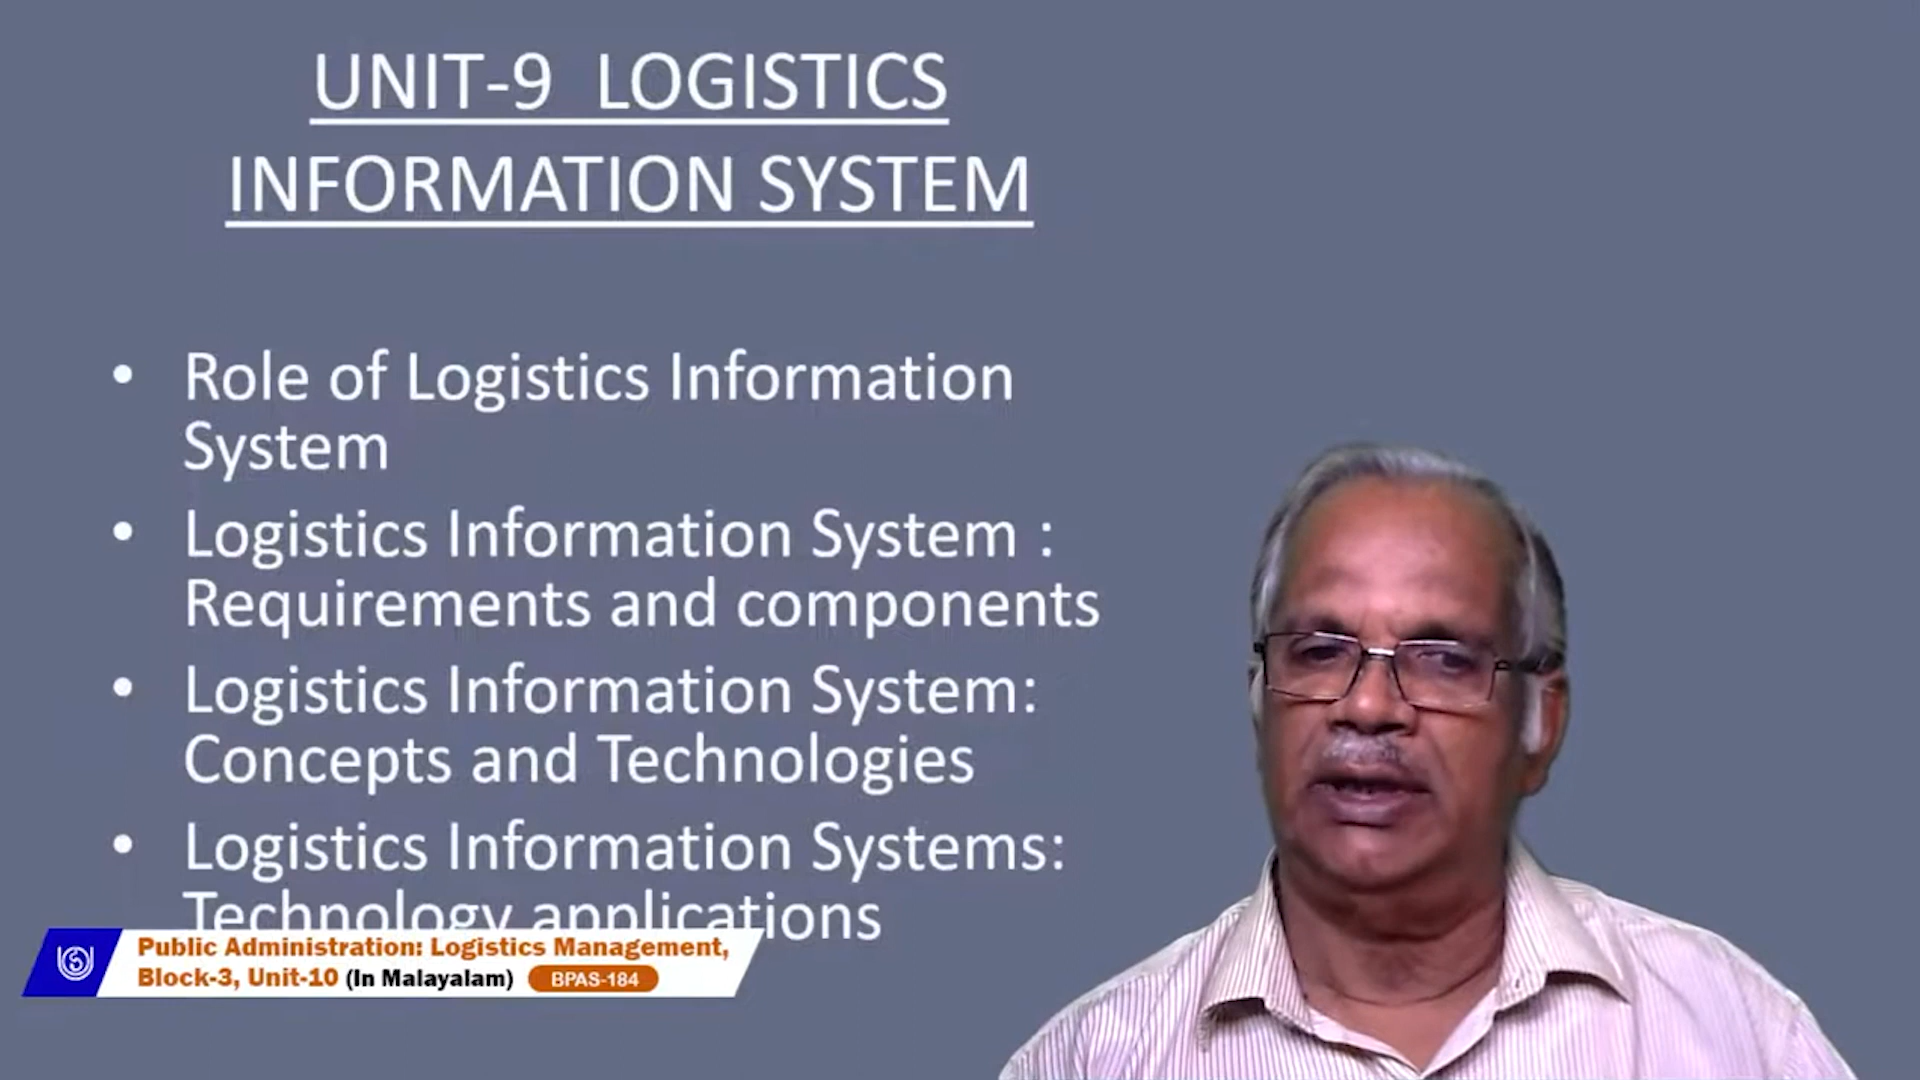 UNIT-9 LOGISTICS
INFORMATION SYSTEM
• Role of Logistics Information
System
• Logistics Information System :
Requirements and components
• Logistics Information System:
Concepts and Technologies
• Logistics Information Systems:
Technology applications
Public Administration: Logistics Management,
Block-3, Unit-10 (In Malayalam) BPAS-184